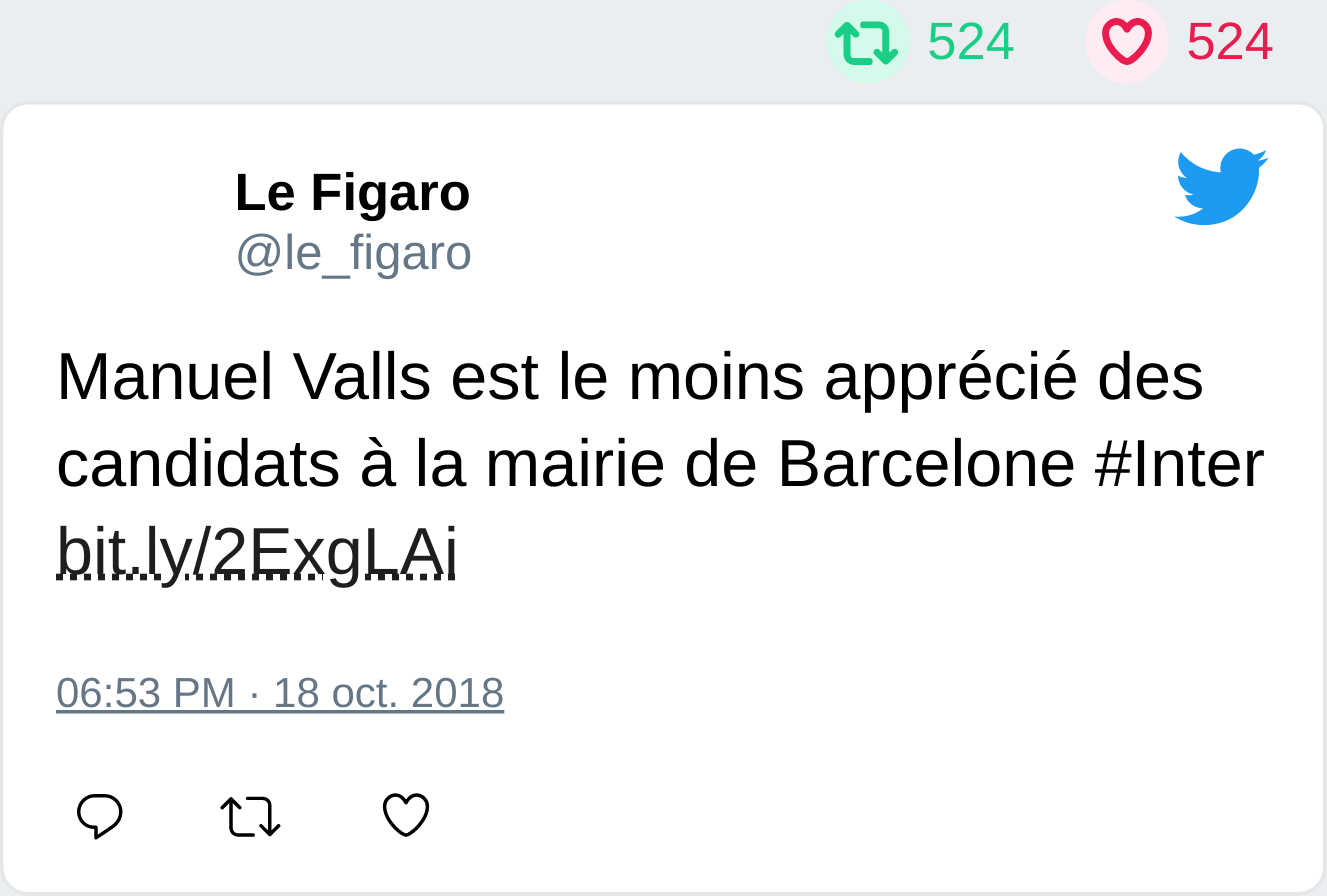 524 524
Le Figaro
@le_figaro
Manuel Valls est le moins apprécié des
candidats à la mairie de Barcelone #Inter
bit.ly/2ExgLAi
06:53 PM · 18 oct. 2018